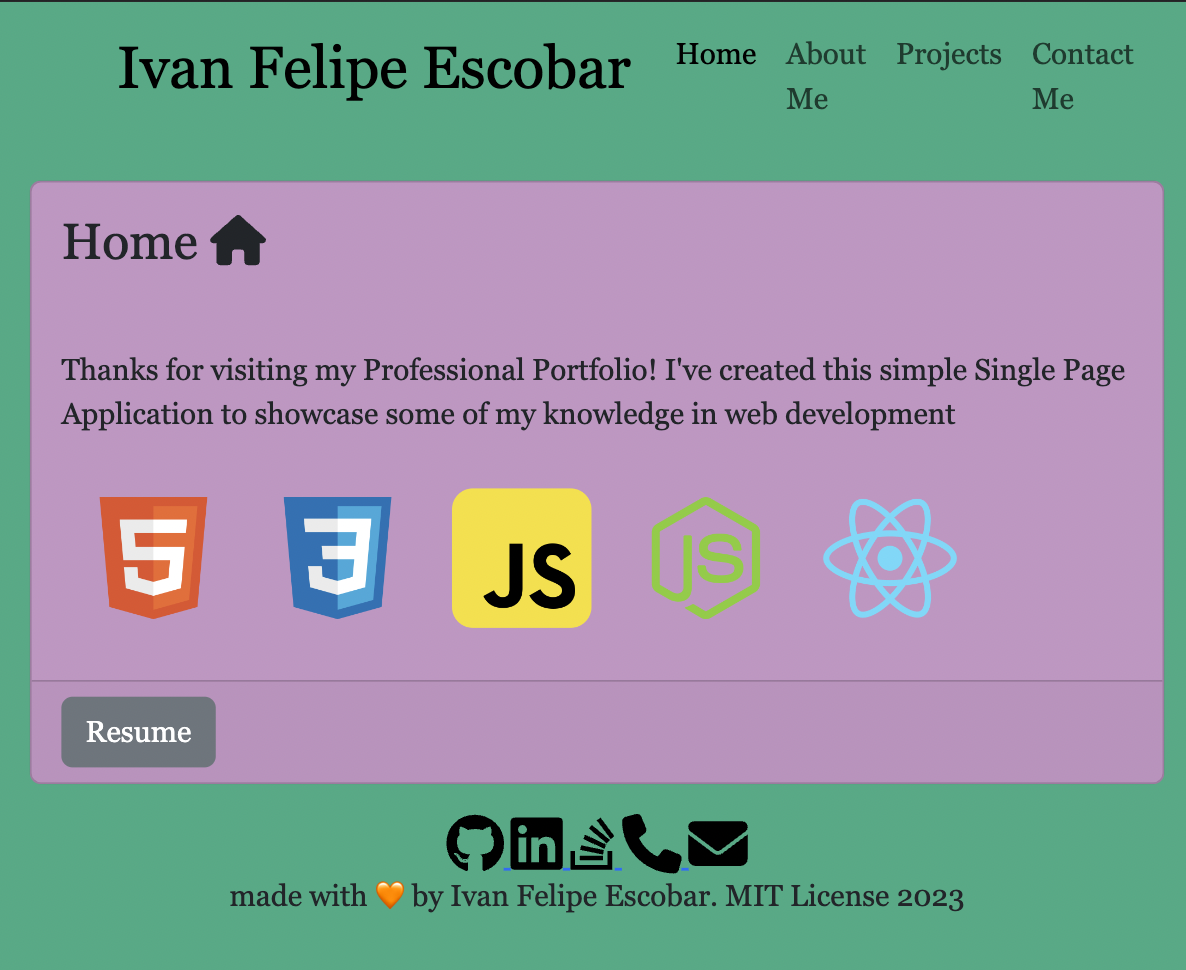 Ivan Felipe Escobar
Home
About
Me
Projects
Contact
Me
Home
Thanks for visiting my Professional Portfolio! I've created this simple Single Page
Application to showcase some of my knowledge in web development
5
3
JS
JS
Resume
in
made with 🧡 by Ivan Felipe Escobar. MIT License 2023